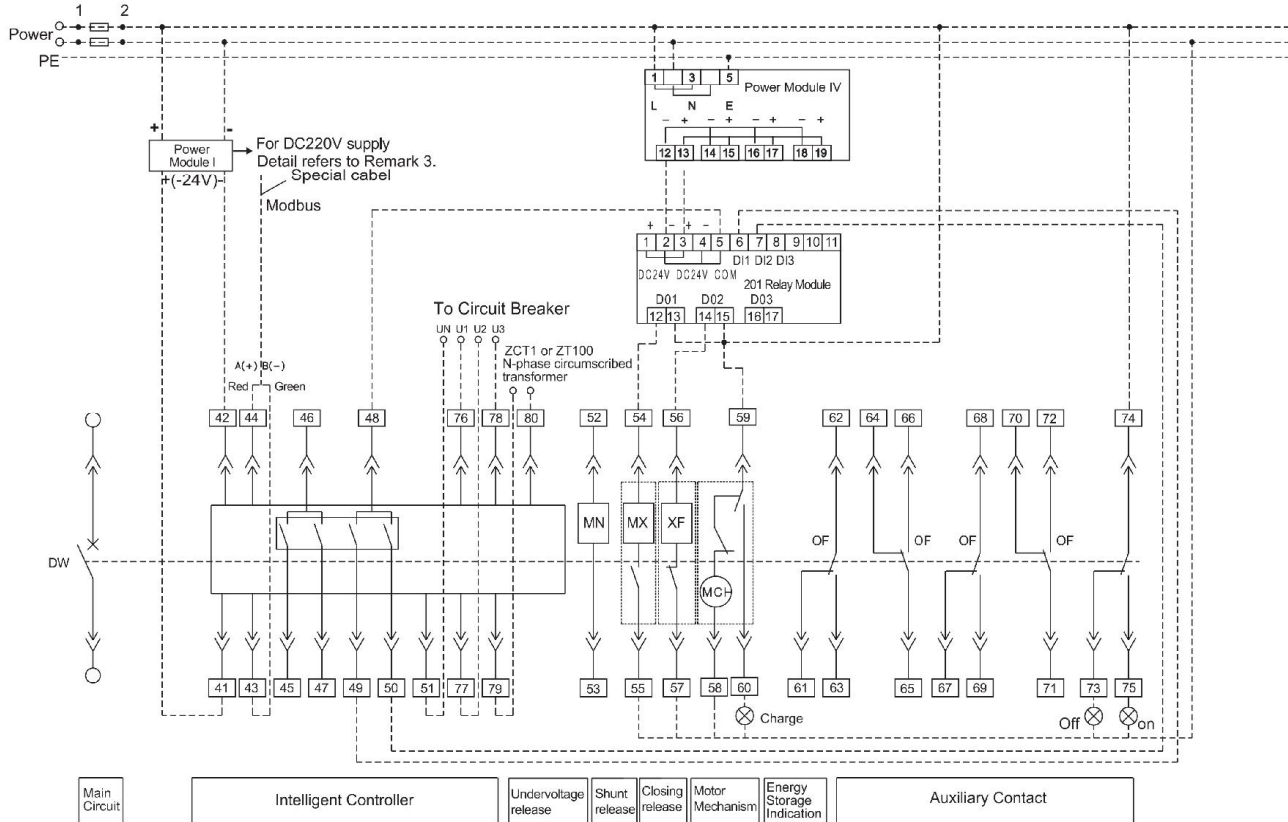 1 2
Power
PE
1 3 5
Power Module IV
L N E
− + − + − + − +
12 13 14 15 16 17 18 19
+ -
Power
Module I
For DC220V supply
Detail refers to Remark 3.
+(-24V)-
Special cabel
Modbus
+ − + −
1 2 3 4 5 6 7 8 9 10 11
DI1 DI2 DI3
DC24V DC24V COM
201 Relay Module
D01 D02 D03
12 13 14 15 16 17
To Circuit Breaker
UN U1 U2 U3
ZCT1 or ZT100
N-phase circumscribed
transformer
A(+) B(−)
Red Green
42 44 46 48 76 78 80 52 54 56 59 62 64 66 68 70 72 74
MN MX XF
OF OF OF OF
DW
MCH
41 43 45 47 49 50 51 77 79 53 55 57 58 60 61 63 65 67 69 71 73 75
Charge
Off on
Main
Circuit
Intelligent Controller
Undervoltage
release
Shunt
release
Closing
release
Motor
Mechanism
Energy
Storage
Indication
Auxiliary Contact